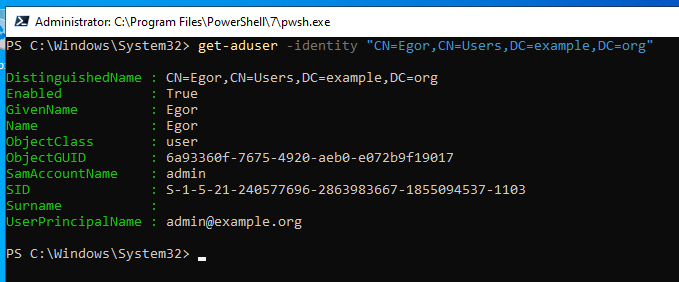 Administrator: C:\Program Files\PowerShell\7\pwsh.exe
PS C:\Windows\System32> get-aduser -identity "CN=Egor,CN=Users,DC=example,DC=org"
DistinguishedName : CN=Egor,CN=Users,DC=example,DC=org
Enabled : True
GivenName : Egor
Name : Egor
ObjectClass : user
ObjectGUID : 6a93360f-7675-4920-aeb0-e072b9f19017
SamAccountName : admin
SID : S-1-5-21-240577696-2863983667-1855094537-1103
Surname :
UserPrincipalName : admin@example.org
PS C:\Windows\System32>